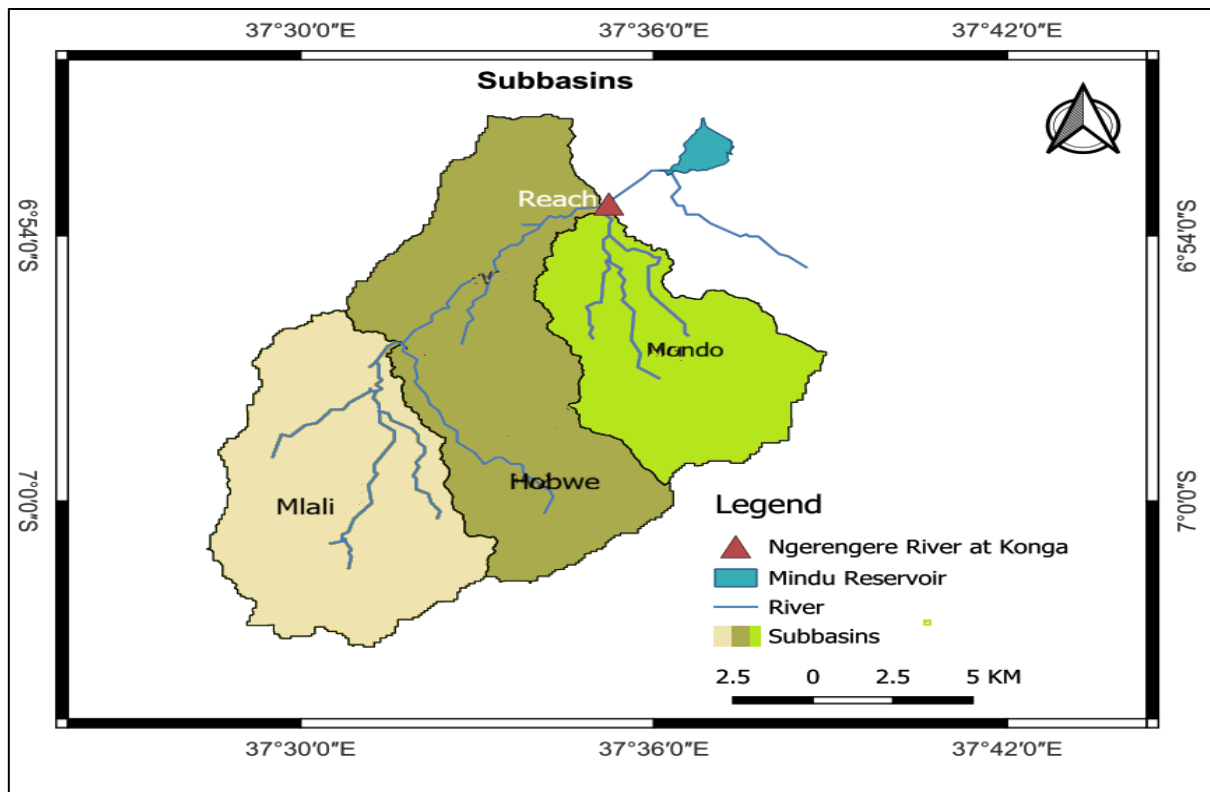 37°30′0″E 37°36′0″E 37°42′0″E
Subbasins
Reach
6°54′0″S 6°54′0″S
Mundo
Hobwe
Mlali
7°0′0″S 7°0′0″S
Legend
Ngerengere River at Konga
Mindu Reservoir
River
Subbasins
2.5 0 2.5 5 KM
37°30′0″E 37°36′0″E 37°42′0″E